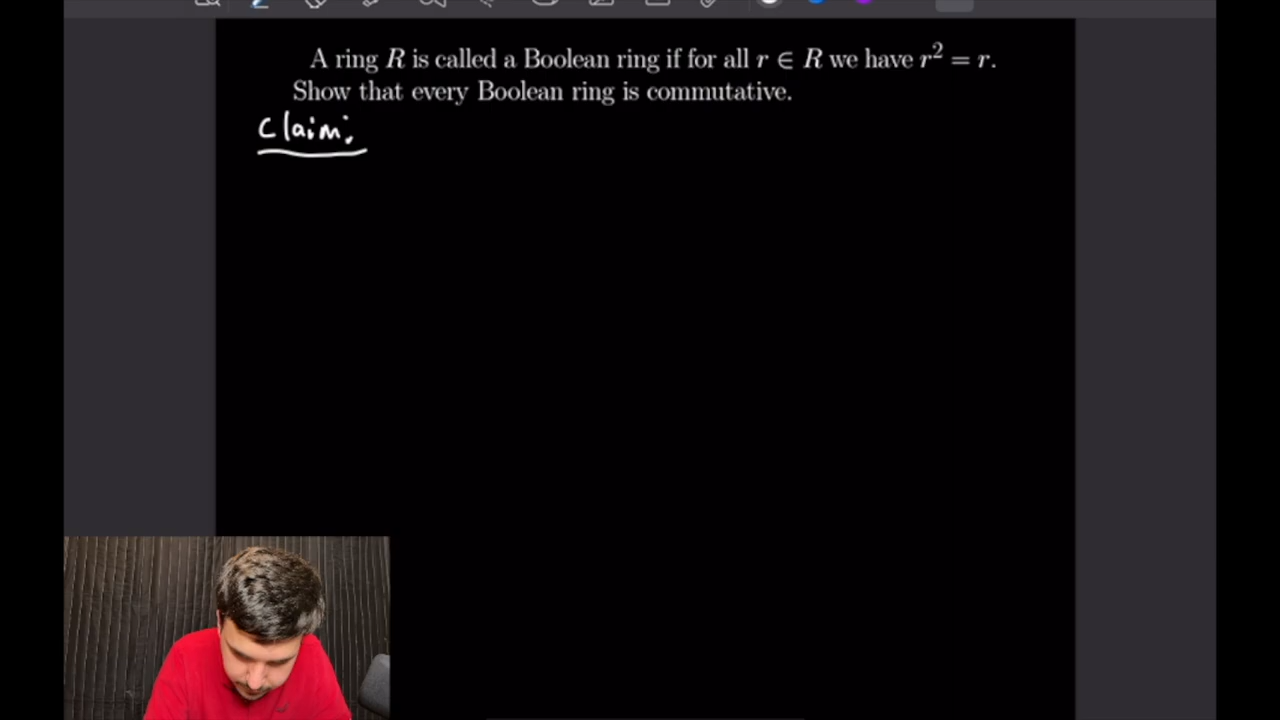 A ring R is called a Boolean ring if for all r ∈ R we have r² = r.
Show that every Boolean ring is commutative.
Claim: